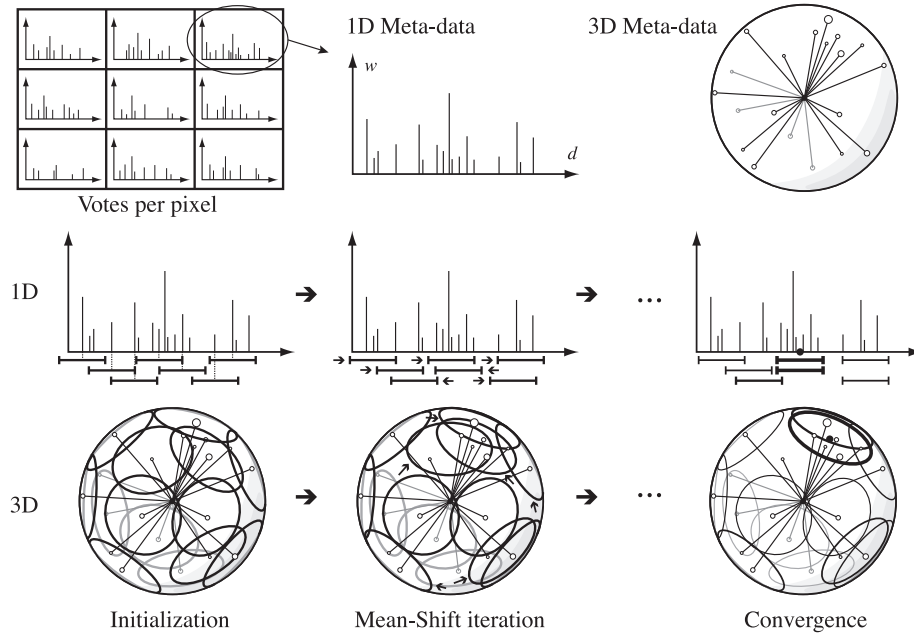 1D Meta-data
3D Meta-data
w
d
Votes per pixel
1D
...
3D
...
Initialization
Mean-Shift iteration
Convergence